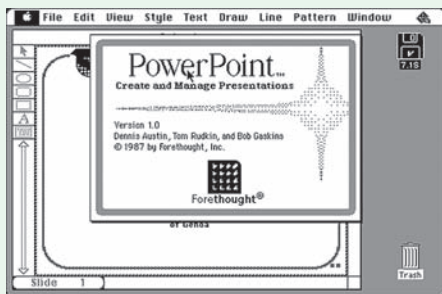 File Edit View Style Text Draw Line Pattern Window
PowerPoint™
Create and Manage Presentations
Version 1.0
Dennis Austin, Tom Rudkin, and Bob Gaskins
© 1987 by Forethought, Inc.
Forethought®
of Genoa
Slide 1
7.1S
Trash